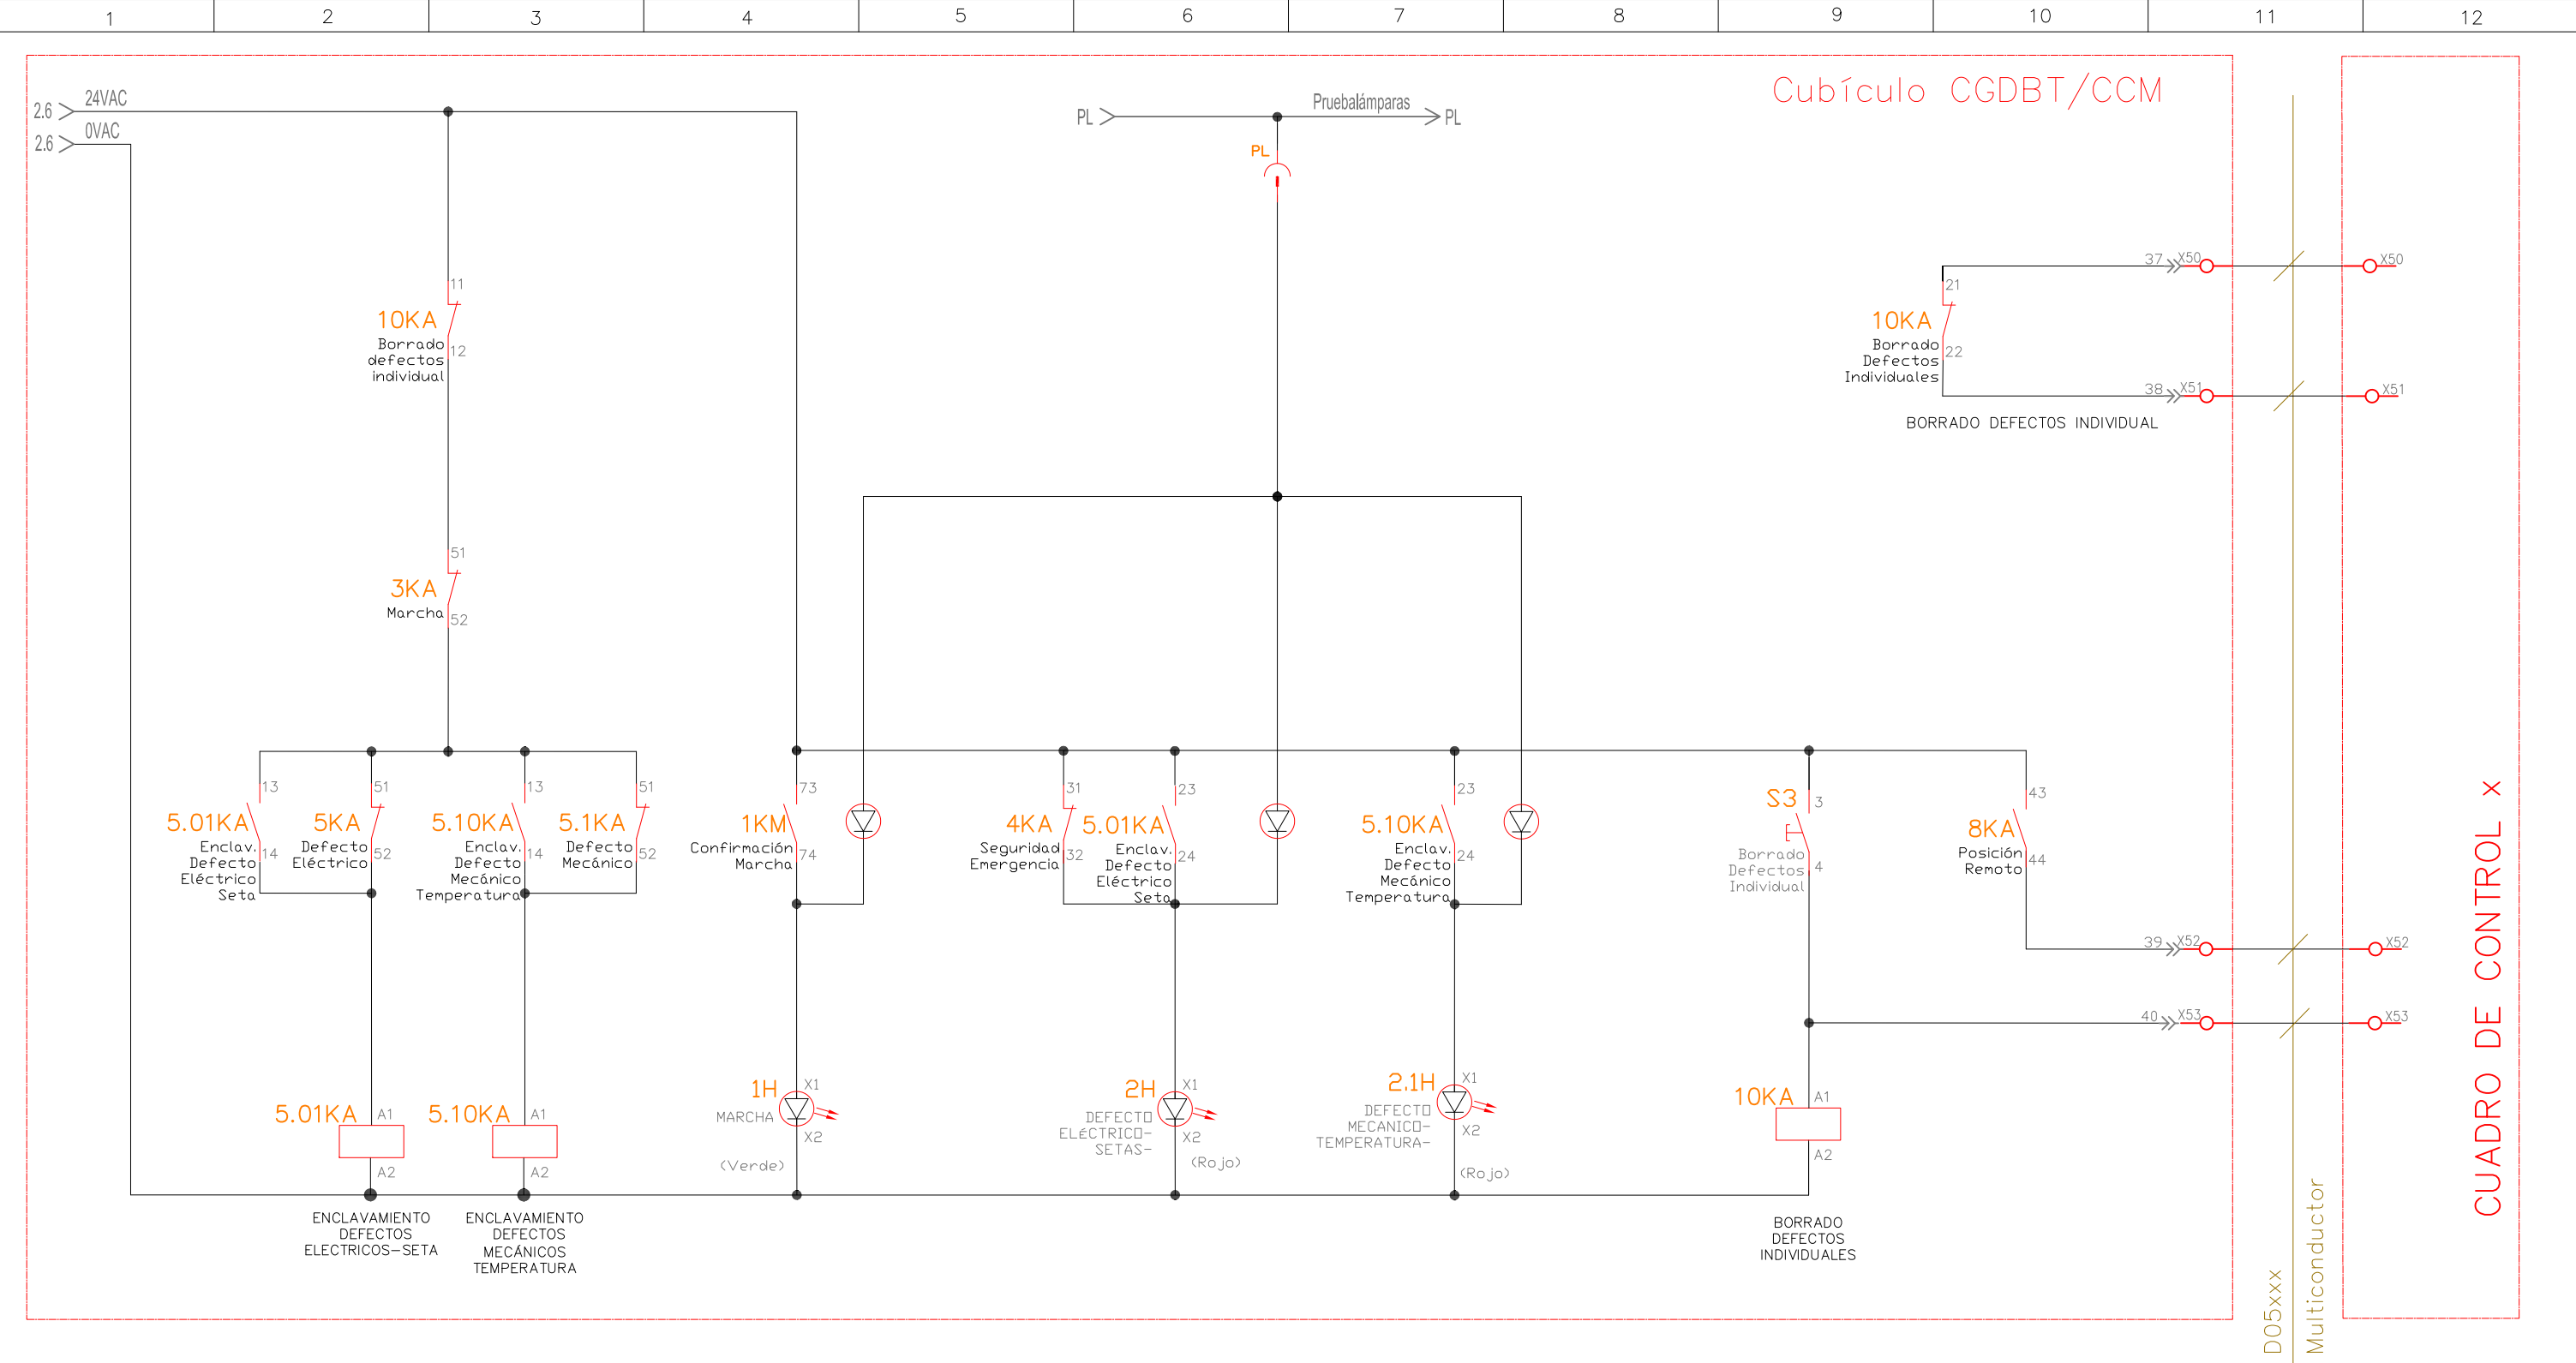 1 2 3 4 5 6 7 8 9 10 11 12
Cubículo CGDBT/CCM
2.6 24VAC
2.6 0VAC
PL Pruebalámparas PL
PL
11
10KA
Borrado
defectos
individual
12
51
3KA
Marcha
52
37 X50 X50
21
10KA
Borrado
Defectos
Individuales
22
38 X51 X51
BORRADO DEFECTOS INDIVIDUAL
13
5.01KA
Enclav.
Defecto
Eléctrico
Seta
14
51
5KA
Defecto
Eléctrico
52
13
5.10KA
Enclav.
Defecto
Mecánico
Temperatura
14
51
5.1KA
Defecto
Mecánico
52
73
1KM
Confirmación
Marcha
74
31
4KA
Seguridad
Emergencia
32
23
5.01KA
Enclav.
Defecto
Eléctrico
Seta
24
23
5.10KA
Enclav.
Defecto
Mecánico
Temperatura
24
S3 3
Borrado
Defectos
Individual
4
43
8KA
Posición
Remoto
44
39 X52 X52
40 X53 X53
5.01KA A1
A2
5.10KA A1
A2
1H X1
MARCHA
X2
(Verde)
2H X1
DEFECTO
ELÉCTRICO-
SETAS-
X2
(Rojo)
2.1H X1
DEFECTO
MECANICO-
TEMPERATURA-
X2
(Rojo)
10KA A1
A2
ENCLAVAMIENTO
DEFECTOS
ELECTRICOS-SETA
ENCLAVAMIENTO
DEFECTOS
MECÁNICOS
TEMPERATURA
BORRADO
DEFECTOS
INDIVIDUALES
D05xxx
Multiconductor
CUADRO DE CONTROL x